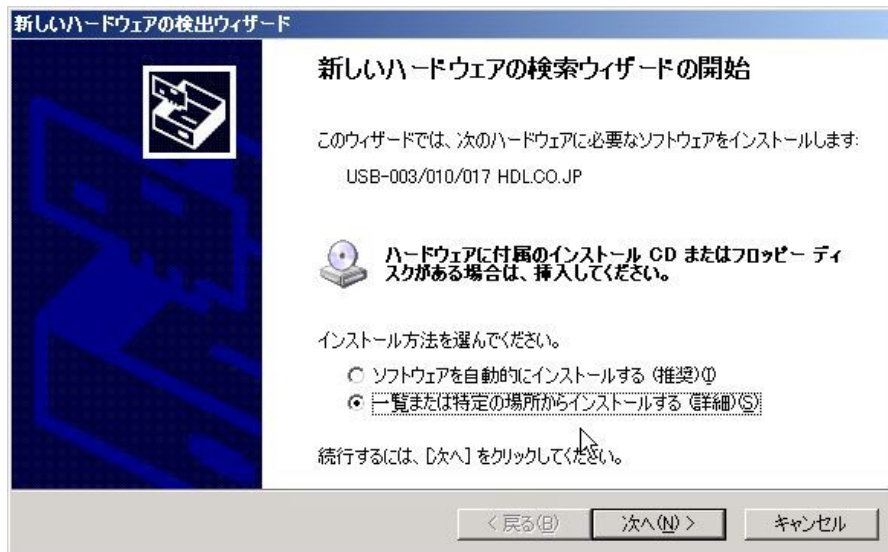 新しいハードウェアの検出ウィザード
新しいハードウェアの検索ウィザードの開始
このウィザードでは、次のハードウェアに必要なソフトウェアをインストールします:
USB-003/010/017 HDL.CO.JP
ハードウェアに付属のインストール CD またはフロッピー ディ
スクがある場合は、挿入してください。
インストール方法を選んでください。
ソフトウェアを自動的にインストールする (推奨)(I)
一覧または特定の場所からインストールする (詳細)(S)
続行するには、[次へ] をクリックしてください。
< 戻る(B)
次へ(N) >
キャンセル